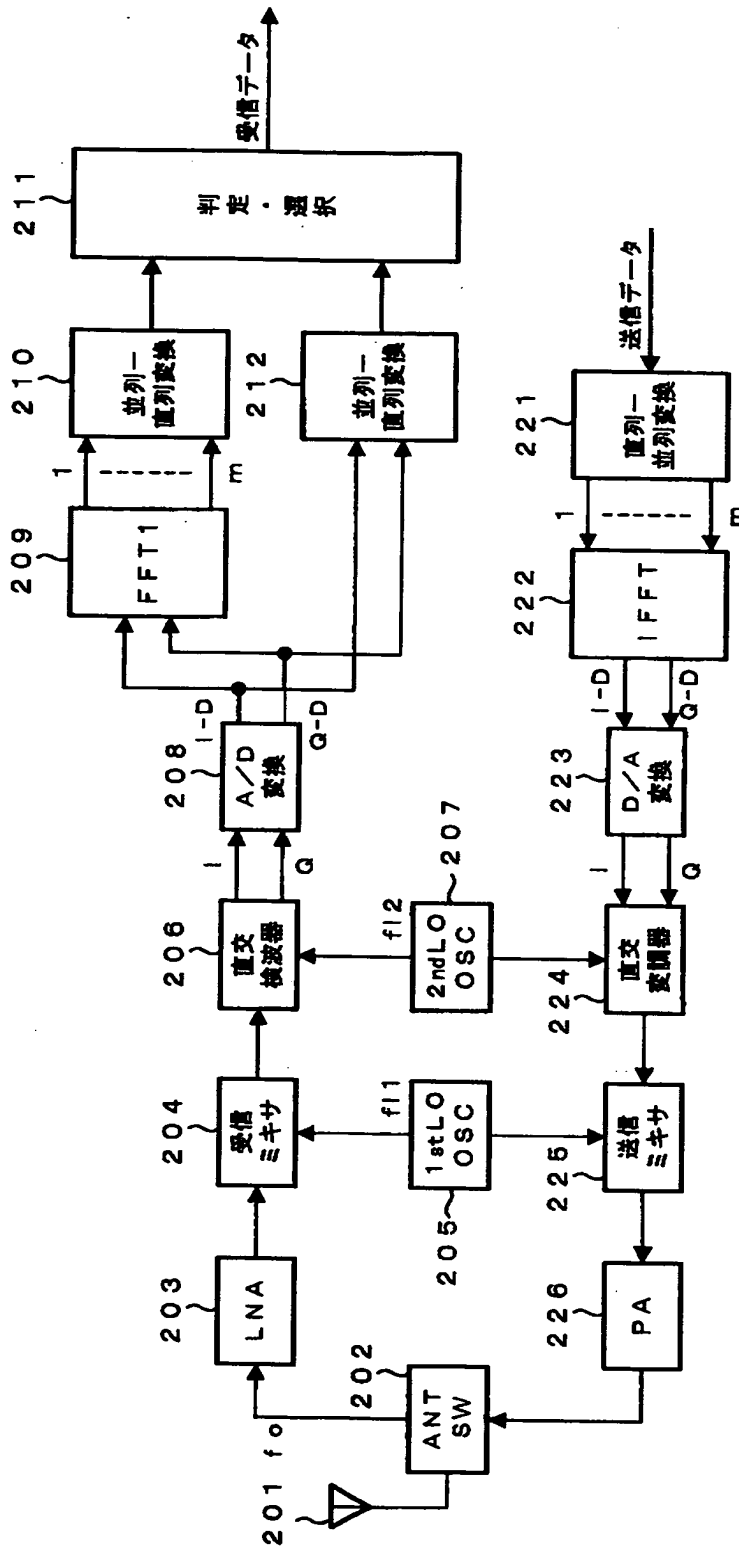 201
fo
202
ANT
SW
203
LNA
204
受信
ミキサ
fl1
1stLO
OSC
205
206
直交
検波器
fl2
2ndLO
OSC
207
I
Q
208
A/D
変換
I-D
Q-D
209
FFT1
1
m
210
並列ー
直列変換
212
並列ー
直列変換
211
判定・選択
受信データ
送信データ
221
直列ー
並列変換
1
m
222
IFFT
I-D
Q-D
223
D/A
変換
I
Q
224
直交
変調器
225
送信
ミキサ
226
PA